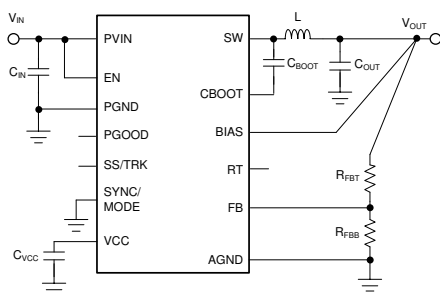 VIN
PVIN
SW
L
VOUT
CIN
EN
CBOOT
COUT
PGND
CBOOT
PGOOD
BIAS
SS/TRK
RT
RFBT
SYNC/
MODE
FB
RFBB
VCC
CVCC
AGND